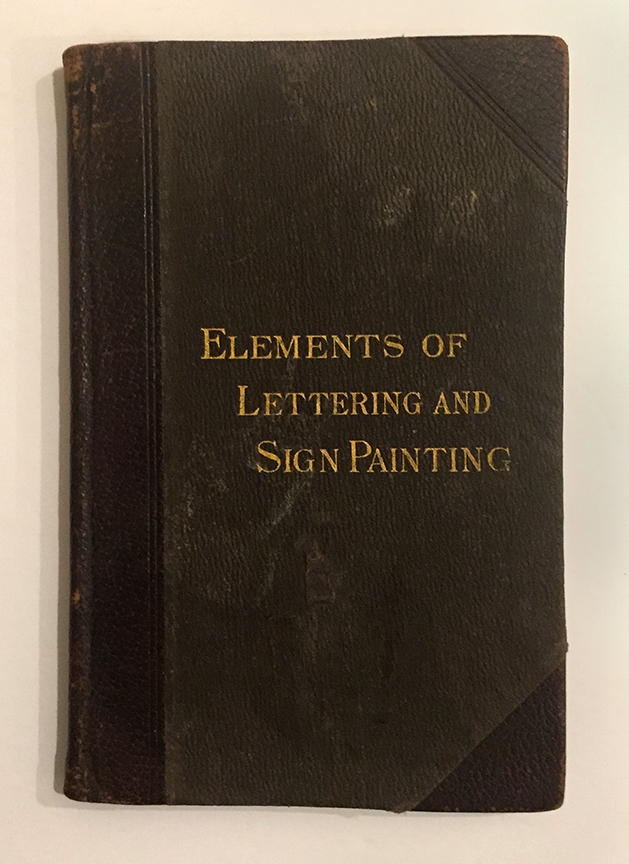 ELEMENTS OF
LETTERING AND
SIGN PAINTING